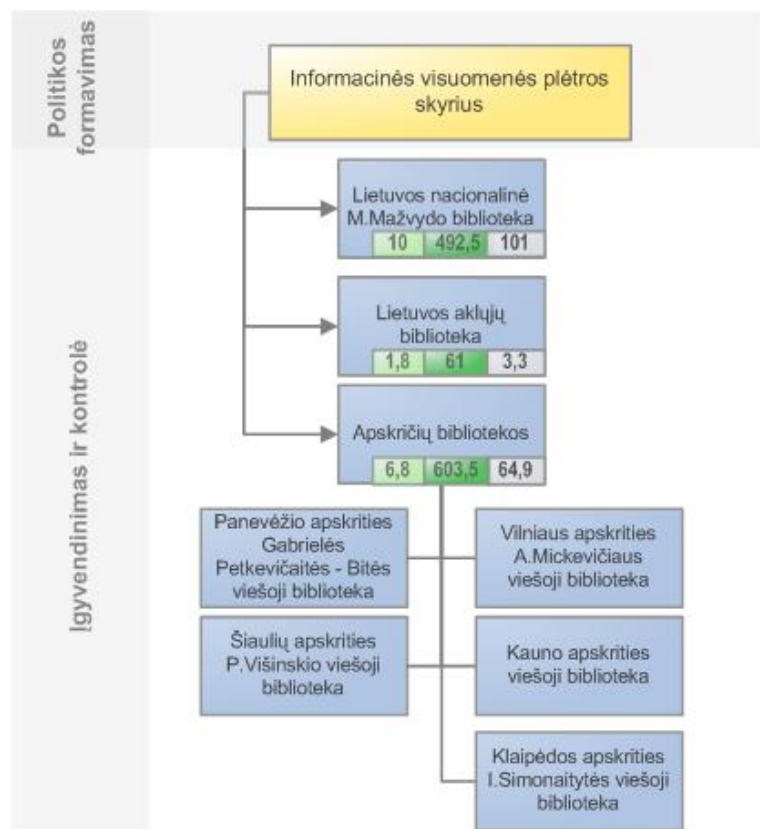 Politikos
formavimas
Informacinės visuomenės plėtros
skyrius
Įgyvendinimas ir kontrolė
Lietuvos nacionalinė
M.Mažvydo biblioteka
10 492,5 101
Lietuvos aklųjų
biblioteka
1,8 61 3,3
Apskričių bibliotekos
6,8 603,5 64,9
Panevėžio apskrities
Gabrielės
Petkevičaitės - Bitės
viešoji biblioteka
Vilniaus apskrities
A.Mickevičiaus
viešoji biblioteka
Šiaulių apskrities
P.Višinskio viešoji
biblioteka
Kauno apskrities
viešoji biblioteka
Klaipėdos apskrities
I.Simonaitytės viešoji
biblioteka